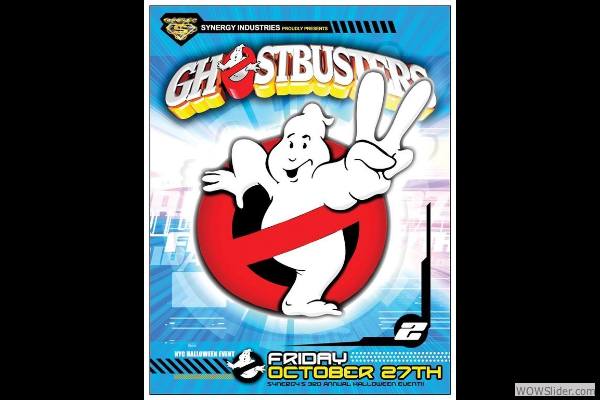 SYNERGY INDUSTRIES PROUDLY PRESENTS
GHOSTBUSTERS
2
NYC HALLOWEEN EVENT
FRIDAY
OCTOBER 27TH
SYNERGY'S 3RD ANNUAL HALLOWEEN EVENT!!
WOWSlider.com